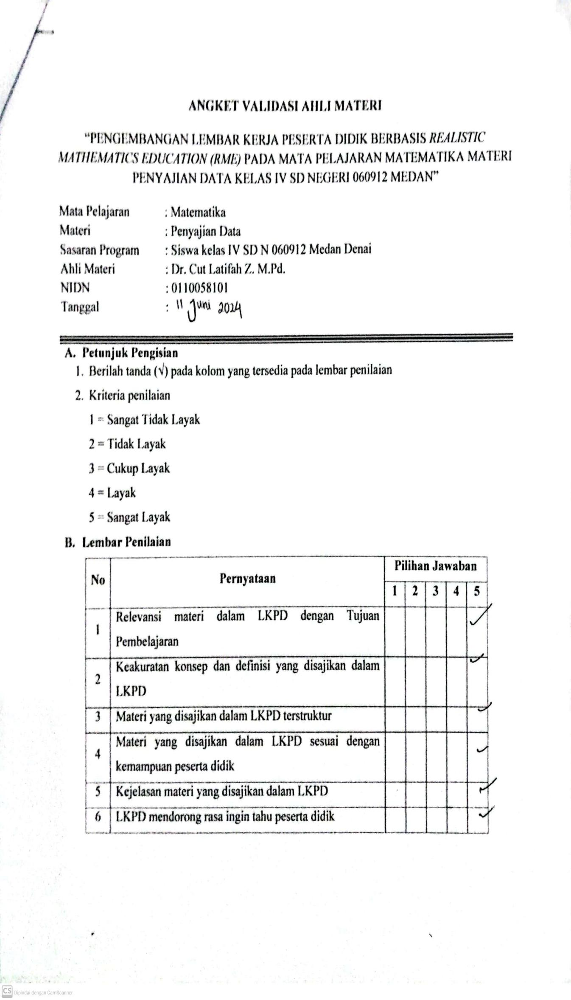 ANGKET VALIDASI AHLI MATERI
“PENGEMBANGAN LEMBAR KERJA PESERTA DIDIK BERBASIS REALISTIC
MATHEMATICS EDUCATION (RME) PADA MATA PELAJARAN MATEMATIKA MATERI
PENYAJIAN DATA KELAS IV SD NEGERI 060912 MEDAN”
Mata Pelajaran : Matematika
Materi : Penyajian Data
Sasaran Program : Siswa kelas IV SD N 060912 Medan Denai
Ahli Materi : Dr. Cut Latifah Z. M.Pd.
NIDN : 0110058101
Tanggal : 11 Juni 2024
A. Petunjuk Pengisian
1. Berilah tanda (√) pada kolom yang tersedia pada lembar penilaian
2. Kriteria penilaian
1 = Sangat Tidak Layak
2 = Tidak Layak
3 = Cukup Layak
4 = Layak
5 = Sangat Layak
B. Lembar Penilaian
No Pernyataan Pilihan Jawaban
1 2 3 4 5
1 Relevansi materi dalam LKPD dengan Tujuan ✓
Pembelajaran
2 Keakuratan konsep dan definisi yang disajikan dalam ✓
LKPD
3 Materi yang disajikan dalam LKPD terstruktur ✓
4 Materi yang disajikan dalam LKPD sesuai dengan ✓
kemampuan peserta didik
5 Kejelasan materi yang disajikan dalam LKPD ✓
6 LKPD mendorong rasa ingin tahu peserta didik ✓
CS Dipindai dengan CamScanner